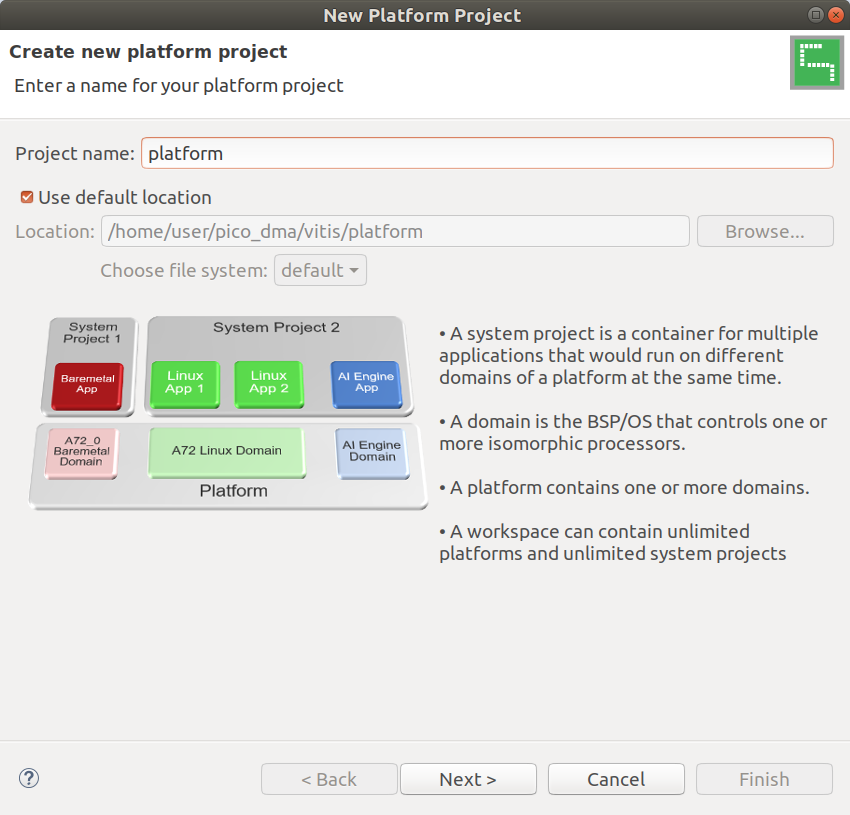 New Platform Project
Create new platform project
Enter a name for your platform project
Project name: platform
Use default location
Location: /home/user/pico_dma/vitis/platform Browse...
Choose file system: default
System
Project 1
System Project 2
Baremetal
App
Linux
App 1
Linux
App 2
AI Engine
App
A72_0
Baremetal
Domain
A72 Linux Domain
AI Engine
Domain
Platform
• A system project is a container for multiple
applications that would run on different
domains of a platform at the same time.
• A domain is the BSP/OS that controls one or
more isomorphic processors.
• A platform contains one or more domains.
• A workspace can contain unlimited
platforms and unlimited system projects
? < Back Next > Cancel Finish